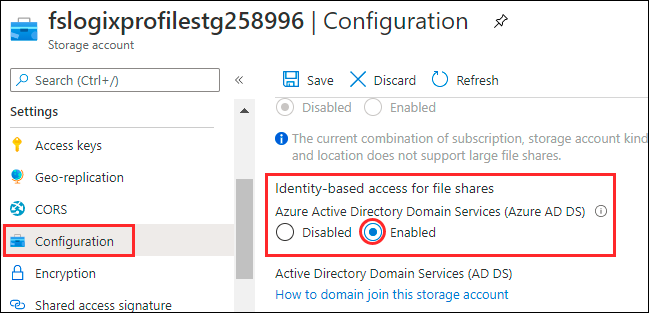 fslogixprofilestg258996 | Configuration
Storage account
Search (Ctrl+/)
«
Save
Discard
Refresh
Settings
Access keys
Geo-replication
CORS
Configuration
Encryption
Shared access signature
Disabled
Enabled
The current combination of subscription, storage account kind
and location does not support large file shares.
Identity-based access for file shares
Azure Active Directory Domain Services (Azure AD DS)
Disabled
Enabled
Active Directory Domain Services (AD DS)
How to domain join this storage account